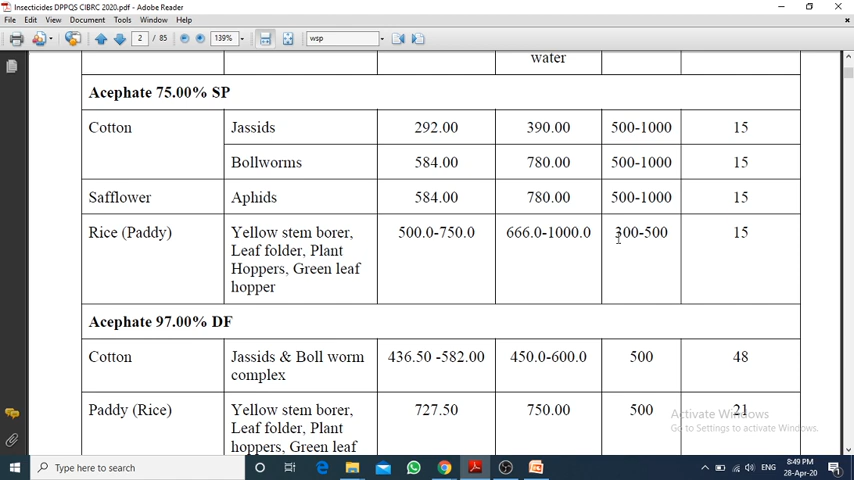 Insecticides DPPQS CIBRC 2020.pdf - Adobe Reader
File Edit View Document Tools Window Help
2 / 85 139% wsp
water
Acephate 75.00% SP
Cotton Jassids 292.00 390.00 500-1000 15
Bollworms 584.00 780.00 500-1000 15
Safflower Aphids 584.00 780.00 500-1000 15
Rice (Paddy) Yellow stem borer, 500.0-750.0 666.0-1000.0 300-500 15
Leaf folder, Plant
Hoppers, Green leaf
hopper
Acephate 97.00% DF
Cotton Jassids & Boll worm 436.50 -582.00 450.0-600.0 500 48
complex
Paddy (Rice) Yellow stem borer, 727.50 750.00 500 21
Leaf folder, Plant
hoppers, Green leaf
Activate Windows
Go to Settings to activate Windows.
Type here to search
ENG
8:49 PM
28-Apr-20